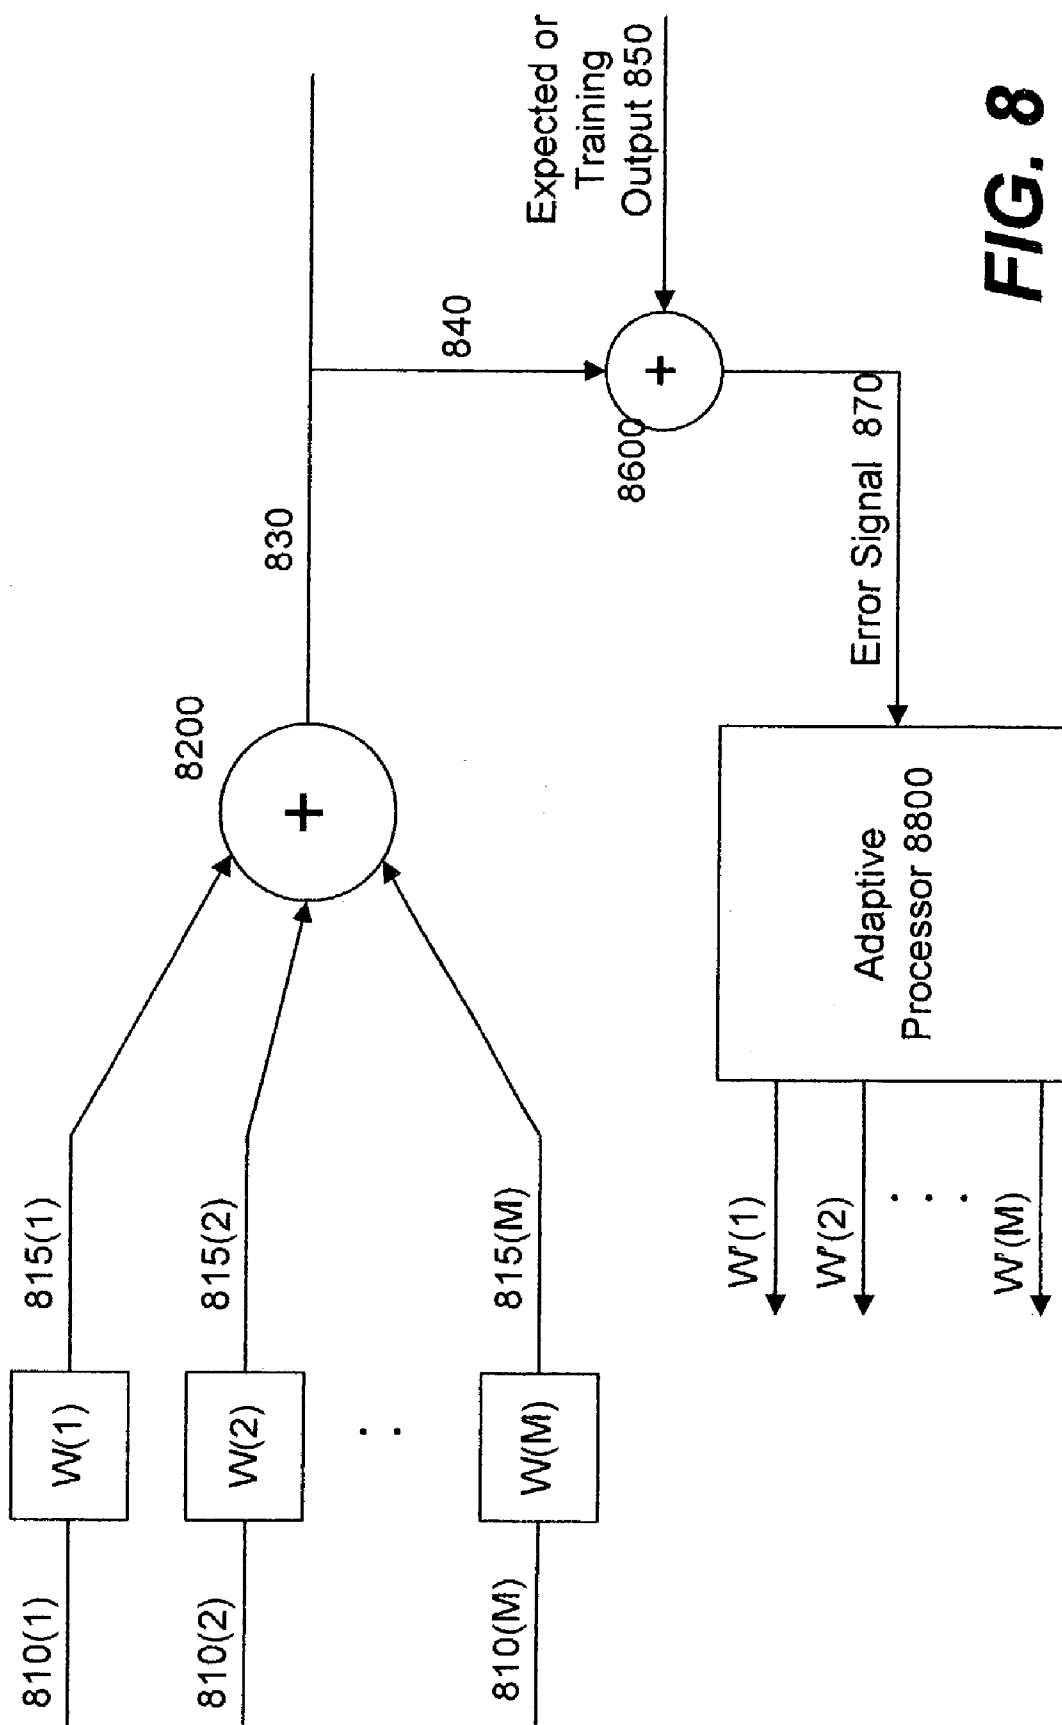 810(1)
W(1)
815(1)
810(2)
W(2)
815(2)
810(M)
W(M)
815(M)
8200
830
840
Expected or
Training
Output 850
8600
Error Signal 870
Adaptive
Processor 8800
W'(1)
W'(2)
W'(M)
+
+
FIG. 8